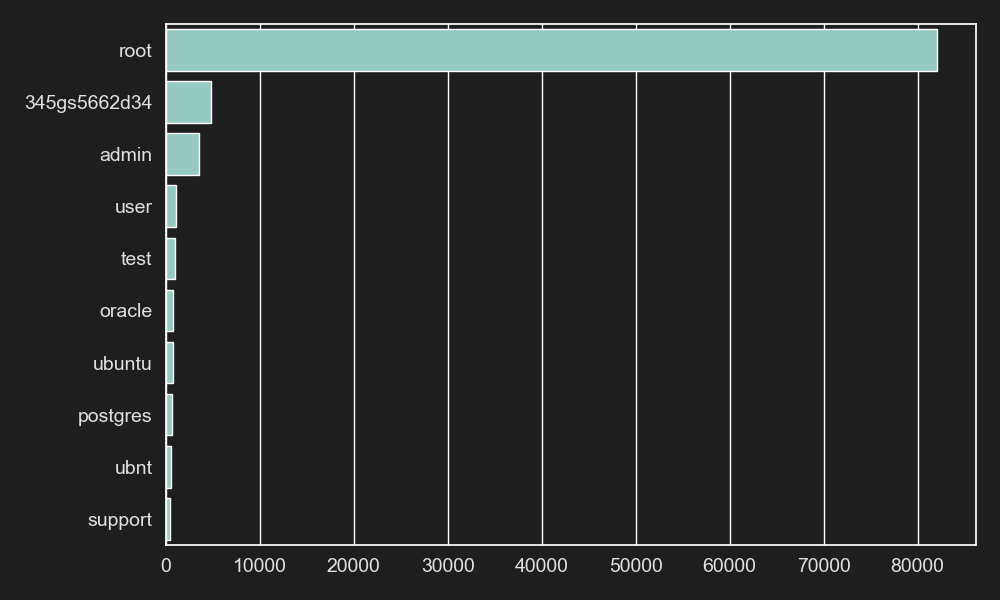 root
345gs5662d34
admin
user
test
oracle
ubuntu
postgres
ubnt
support
0 10000 20000 30000 40000 50000 60000 70000 80000